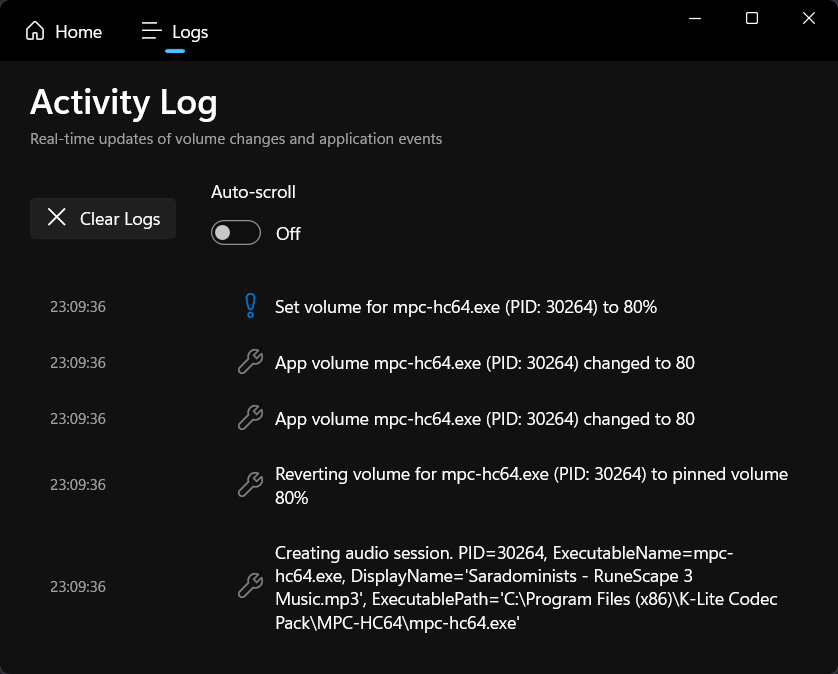 Home
Logs
Activity Log
Real-time updates of volume changes and application events
Auto-scroll
Clear Logs
Off
23:09:36
Set volume for mpc-hc64.exe (PID: 30264) to 80%
23:09:36
App volume mpc-hc64.exe (PID: 30264) changed to 80
23:09:36
App volume mpc-hc64.exe (PID: 30264) changed to 80
23:09:36
Reverting volume for mpc-hc64.exe (PID: 30264) to pinned volume
80%
23:09:36
Creating audio session. PID=30264, ExecutableName=mpc-
hc64.exe, DisplayName='Saradominists - RuneScape 3
Music.mp3', ExecutablePath='C:\Program Files (x86)\K-Lite Codec
Pack\MPC-HC64\mpc-hc64.exe'